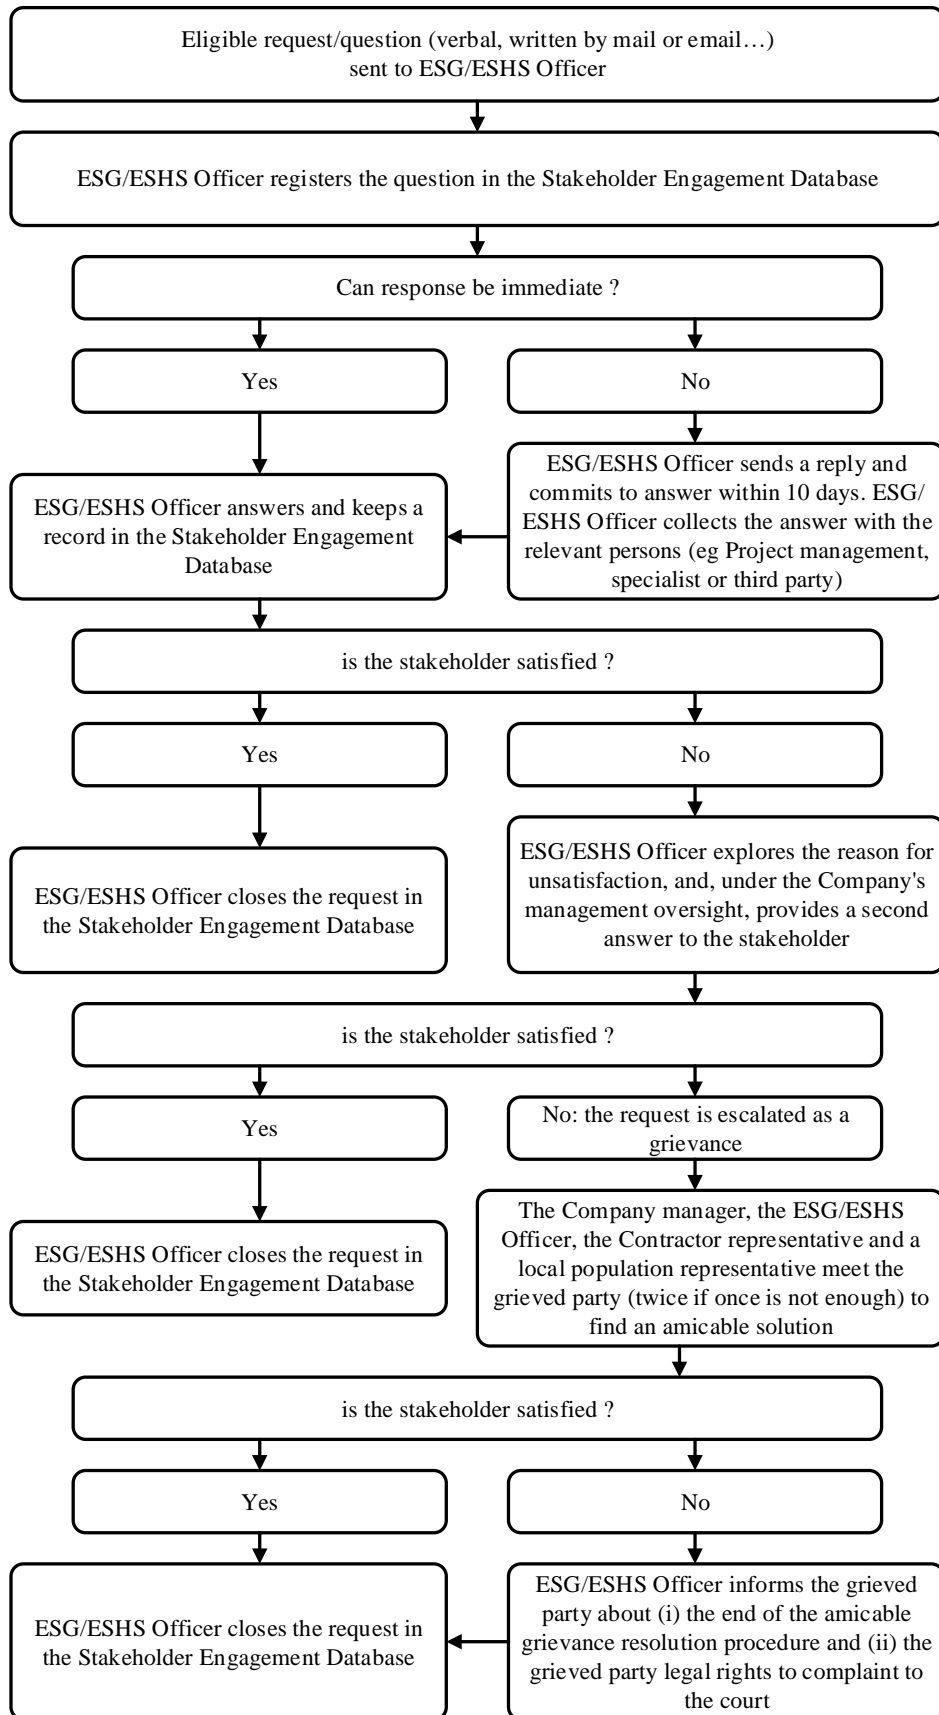 Eligible request/question (verbal, written by mail or email…)
sent to ESG/ESHS Officer
ESG/ESHS Officer registers the question in the Stakeholder Engagement Database
Can response be immediate ?
Yes
No
ESG/ESHS Officer answers and keeps a
record in the Stakeholder Engagement
Database
ESG/ESHS Officer sends a reply and
commits to answer within 10 days. ESG/
ESHS Officer collects the answer with the
relevant persons (eg Project management,
specialist or third party)
is the stakeholder satisfied ?
Yes
No
ESG/ESHS Officer closes the request in
the Stakeholder Engagement Database
ESG/ESHS Officer explores the reason for
unsatisfaction, and, under the Company's
management oversight, provides a second
answer to the stakeholder
is the stakeholder satisfied ?
Yes
No: the request is escalated as a
grievance
ESG/ESHS Officer closes the request in
the Stakeholder Engagement Database
The Company manager, the ESG/ESHS
Officer, the Contractor representative and a
local population representative meet the
grieved party (twice if once is not enough) to
find an amicable solution
is the stakeholder satisfied ?
Yes
No
ESG/ESHS Officer closes the request in
the Stakeholder Engagement Database
ESG/ESHS Officer informs the grieved
party about (i) the end of the amicable
grievance resolution procedure and (ii) the
grieved party legal rights to complaint to
the court